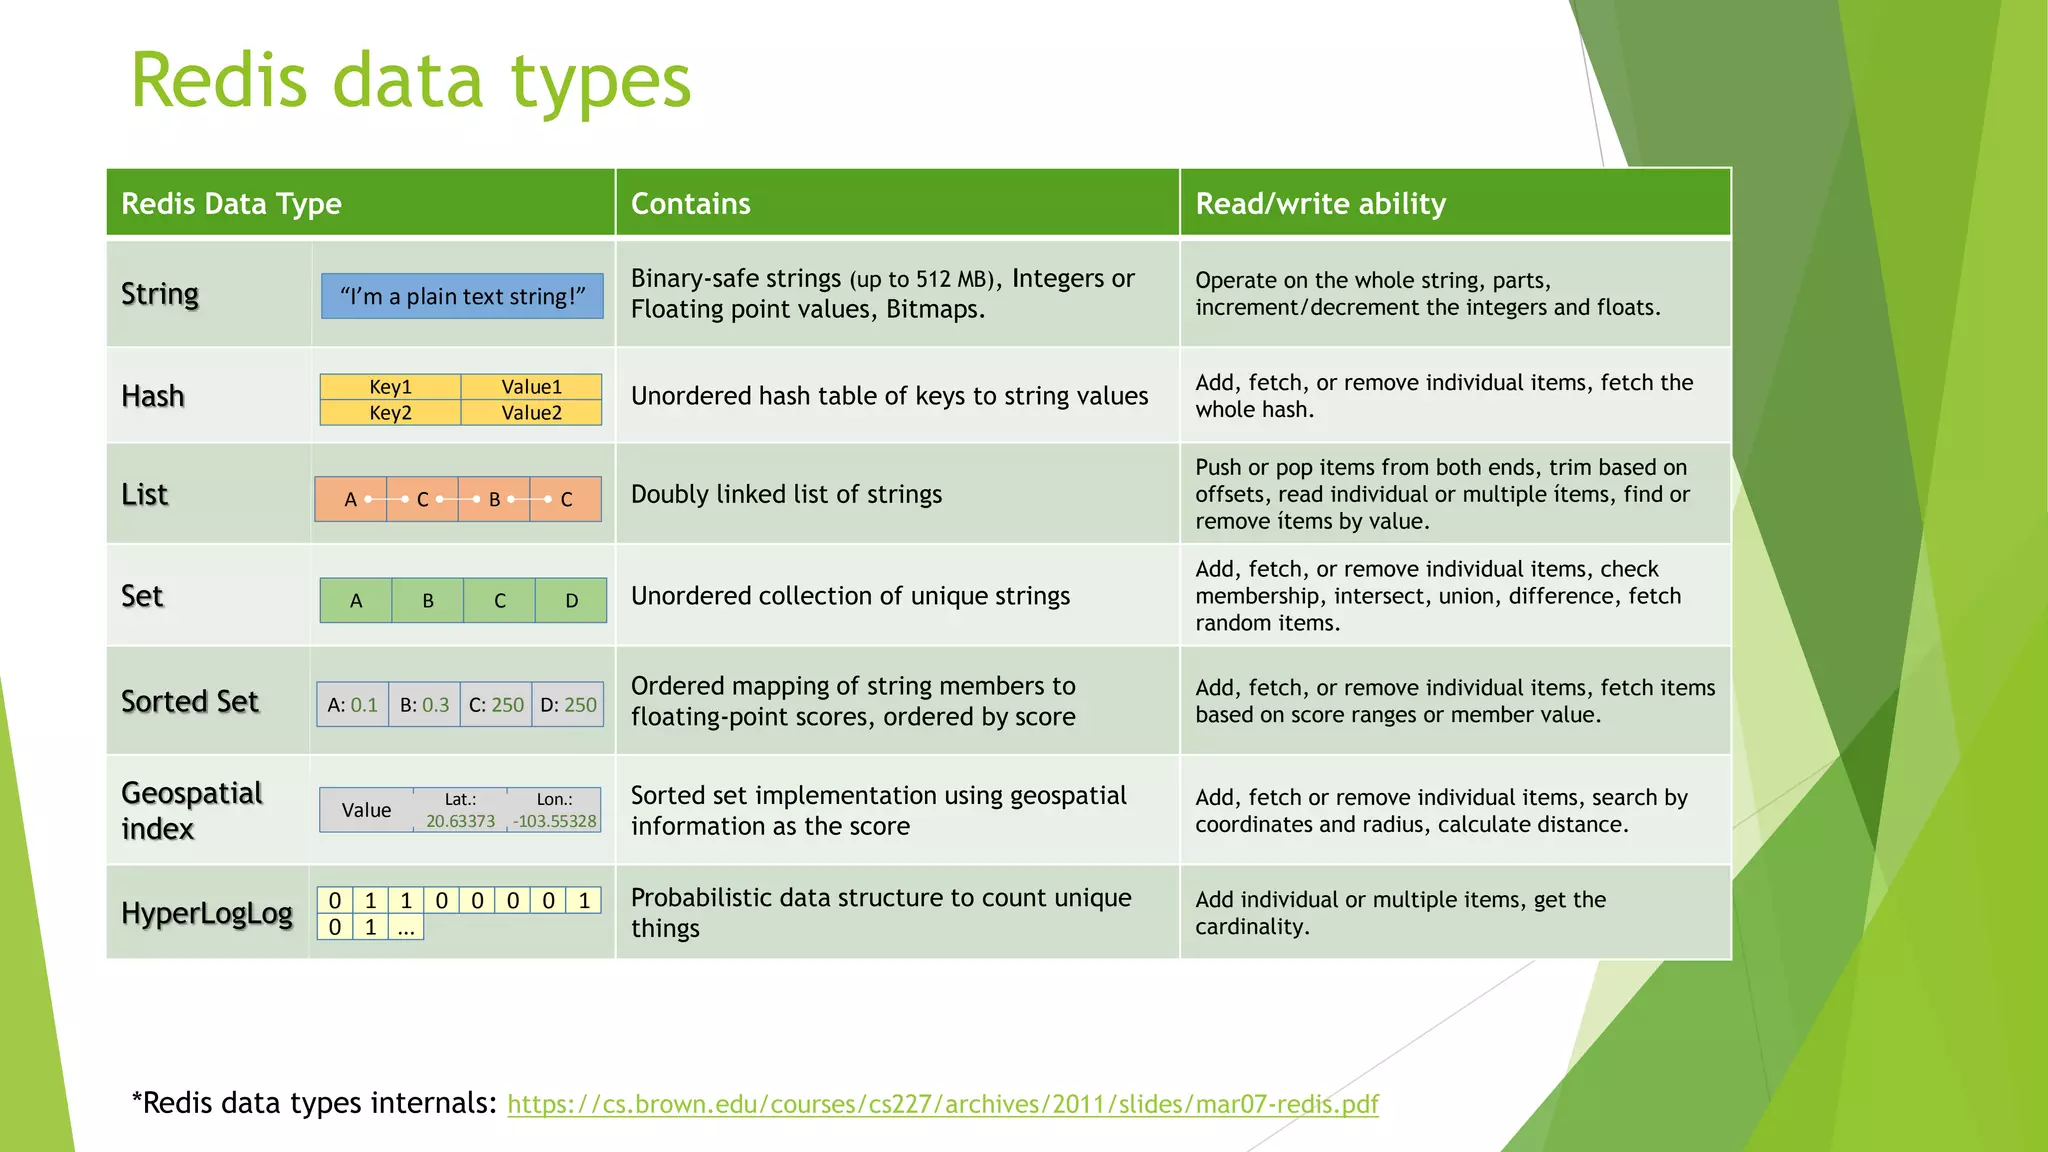 Redis data types
Redis Data Type
Contains
Read/write ability
String
“I’m a plain text string!”
Binary-safe strings (up to 512 MB), Integers or
Floating point values, Bitmaps.
Operate on the whole string, parts,
increment/decrement the integers and floats.
Hash
Key1 Value1
Key2 Value2
Unordered hash table of keys to string values
Add, fetch, or remove individual items, fetch the
whole hash.
List
A C B C
Doubly linked list of strings
Push or pop items from both ends, trim based on
offsets, read individual or multiple ítems, find or
remove ítems by value.
Set
A B C D
Unordered collection of unique strings
Add, fetch, or remove individual items, check
membership, intersect, union, difference, fetch
random items.
Sorted Set
A: 0.1 B: 0.3 C: 250 D: 250
Ordered mapping of string members to
floating-point scores, ordered by score
Add, fetch, or remove individual items, fetch items
based on score ranges or member value.
Geospatial
index
Value
Lat.: Lon.:
20.63373 -103.55328
Sorted set implementation using geospatial
information as the score
Add, fetch or remove individual items, search by
coordinates and radius, calculate distance.
HyperLogLog
0 1 1 0 0 0 0 1
0 1 ...
Probabilistic data structure to count unique
things
Add individual or multiple items, get the
cardinality.
*Redis data types internals: https://cs.brown.edu/courses/cs227/archives/2011/slides/mar07-redis.pdf